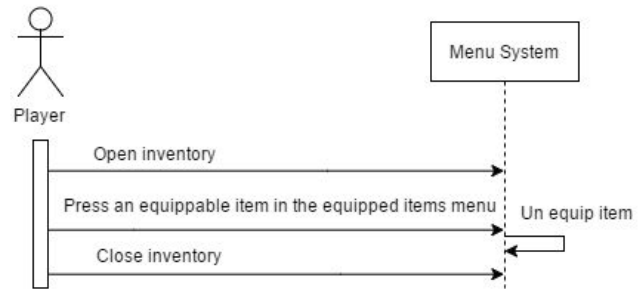 Menu System
Player
Open inventory
Press an equippable item in the equipped items menu
Un equip item
Close inventory